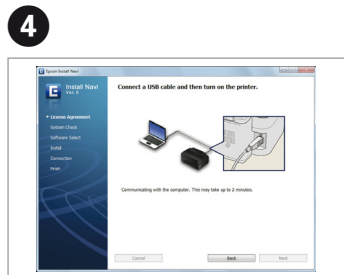 4
Epson Install Navi
E
Install Navi
Ver. 8
Connect a USB cable and then turn on the printer.
License Agreement
System Check
Software Select
Install
Connection
Finish
Communicating with the computer. This may take up to 2 minutes.
Cancel
Back
Next